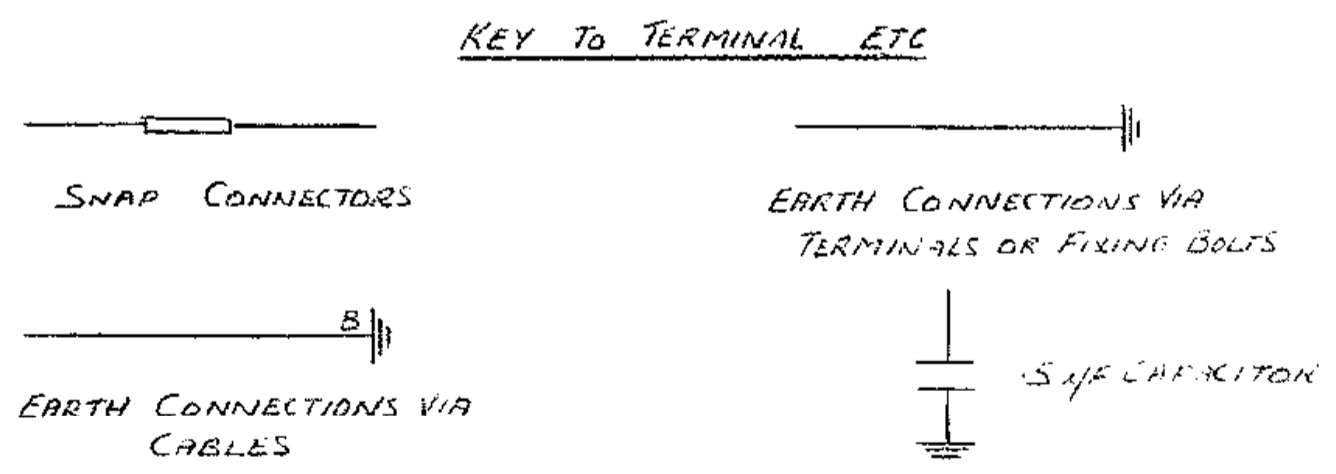 KEY TO TERMINAL ETC
SNAP CONNECTORS
EARTH CONNECTIONS VIA
TERMINALS OR FIXING BOLTS
B
EARTH CONNECTIONS VIA
CABLES
CAPACITOR